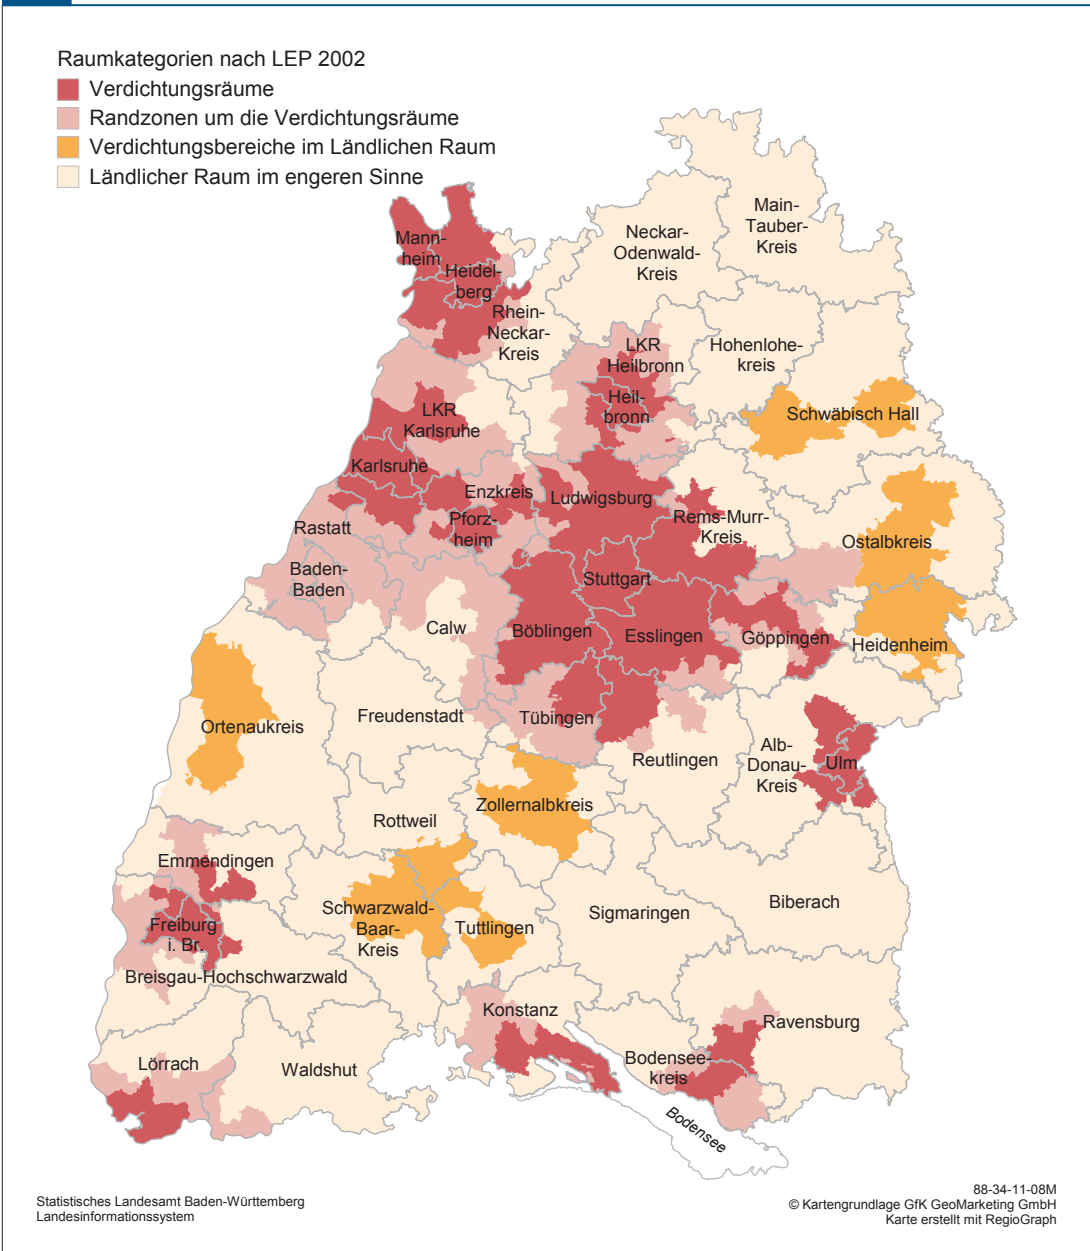 Raumkategorien nach LEP 2002
Verdichtungsräume
Randzonen um die Verdichtungsräume
Verdichtungsbereiche im Ländlichen Raum
Ländlicher Raum im engeren Sinne
Main-
Tauber-
Kreis
Neckar-
Odenwald-
Kreis
Mann-
heim
Heidel-
berg
Rhein-
Neckar-
Kreis
LKR
Heilbronn
Hohenlohe-
kreis
Heil-
bronn
Schwäbisch Hall
LKR
Karlsruhe
Karlsruhe
Enzkreis
Ludwigsburg
Pforz-
heim
Rems-Murr-
Kreis
Rastatt
Ostalbkreis
Baden-
Baden
Stuttgart
Calw
Böblingen
Esslingen
Göppingen
Heidenheim
Ortenaukreis
Freudenstadt
Tübingen
Reutlingen
Alb-
Donau-
Kreis
Ulm
Zollernalbkreis
Rottweil
Emmendingen
Freiburg
i. Br.
Schwarzwald-
Baar-
Kreis
Tuttlingen
Sigmaringen
Biberach
Breisgau-Hochschwarzwald
Konstanz
Ravensburg
Lörrach
Waldshut
Bodensee-
kreis
Bodensee
Statistisches Landesamt Baden-Württemberg
Landesinformationssystem
88-34-11-08M
© Kartengrundlage GfK GeoMarketing GmbH
Karte erstellt mit RegioGraph